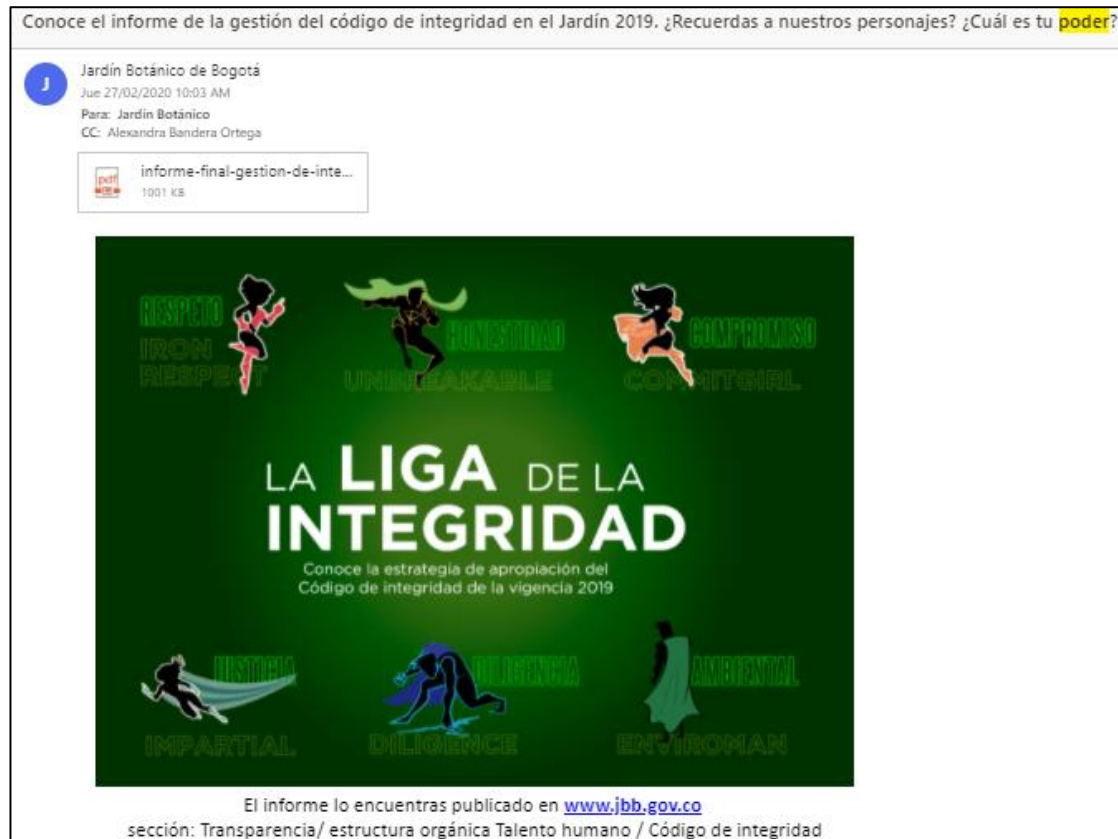 Conoce el informe de la gestión del código de integridad en el Jardín 2019. ¿Recuerdas a nuestros personajes? ¿Cuál es tu poder?
J
Jardín Botánico de Bogotá
Jue 27/02/2020 10:03 AM
Para: Jardín Botánico
CC: Alexandra Bandera Ortega
pdf
informe-final-gestion-de-inte...
1001 KB
RESPETO
IRON
RESPECT
HONESTIDAD
UNBREAKABLE
COMPROMISO
COMMITGIRL
LA LIGA DE LA
INTEGRIDAD
Conoce la estrategia de apropiación del
Código de integridad de la vigencia 2019
JUSTICIA
IMPARTIAL
DILIGENCIA
DILIGENCE
AMBIENTAL
ENVIROMAN
El informe lo encuentras publicado en www.jbb.gov.co
sección: Transparencia/ estructura orgánica Talento humano / Código de integridad